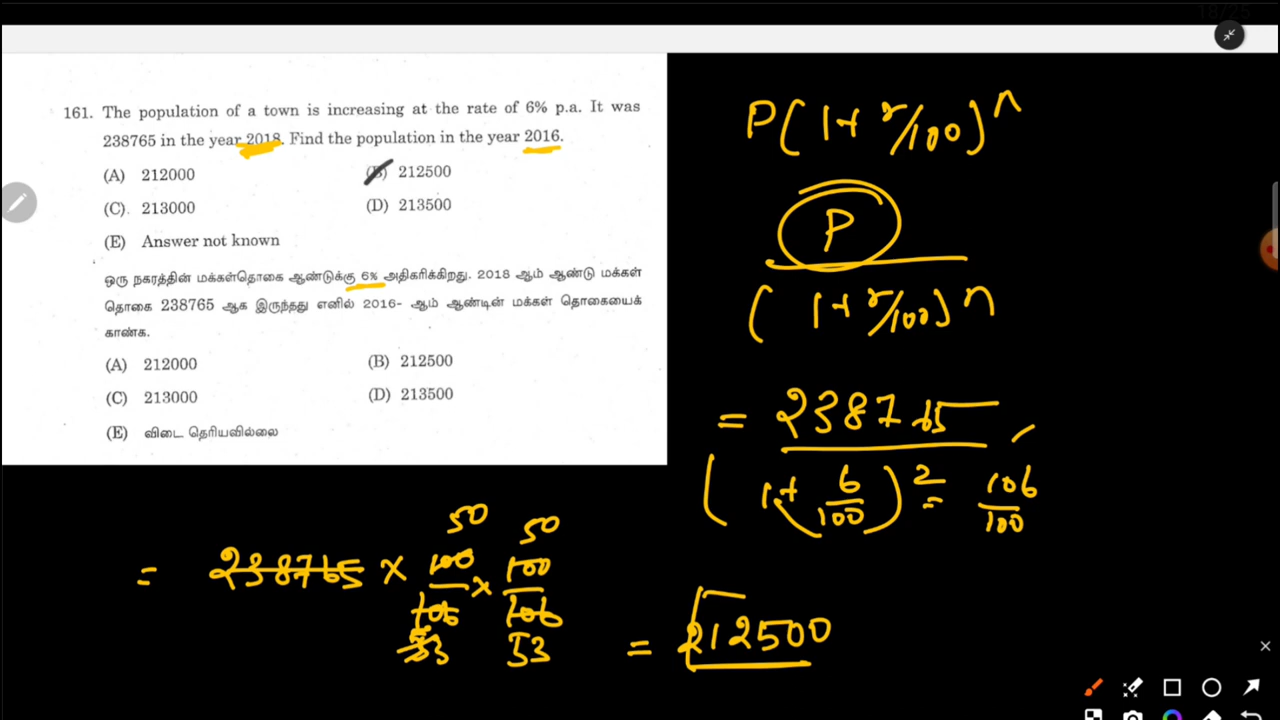 18/25
161. The population of a town is increasing at the rate of 6% p.a. It was
238765 in the year 2018. Find the population in the year 2016.
(A) 212000
(B) 212500
(C). 213000
(D) 213500
(E) Answer not known
ஒரு நகரத்தின் மக்கள்தொகை ஆண்டுக்கு 6% அதிகரிக்கிறது. 2018 ஆம் ஆண்டு மக்கள்
தொகை 238765 ஆக இருந்தது எனில் 2016- ஆம் ஆண்டின் மக்கள் தொகையைக்
காண்க.
(A) 212000
(B) 212500
(C) 213000
(D) 213500
(E) விடை தெரியவில்லை
P(1+r/100)^n
P
(1+r/100)^n
= 238765
(1+ 6/100)^2 = 106/100
50 50
= 238765 × 100/106 × 100/106
53 53
= 212500